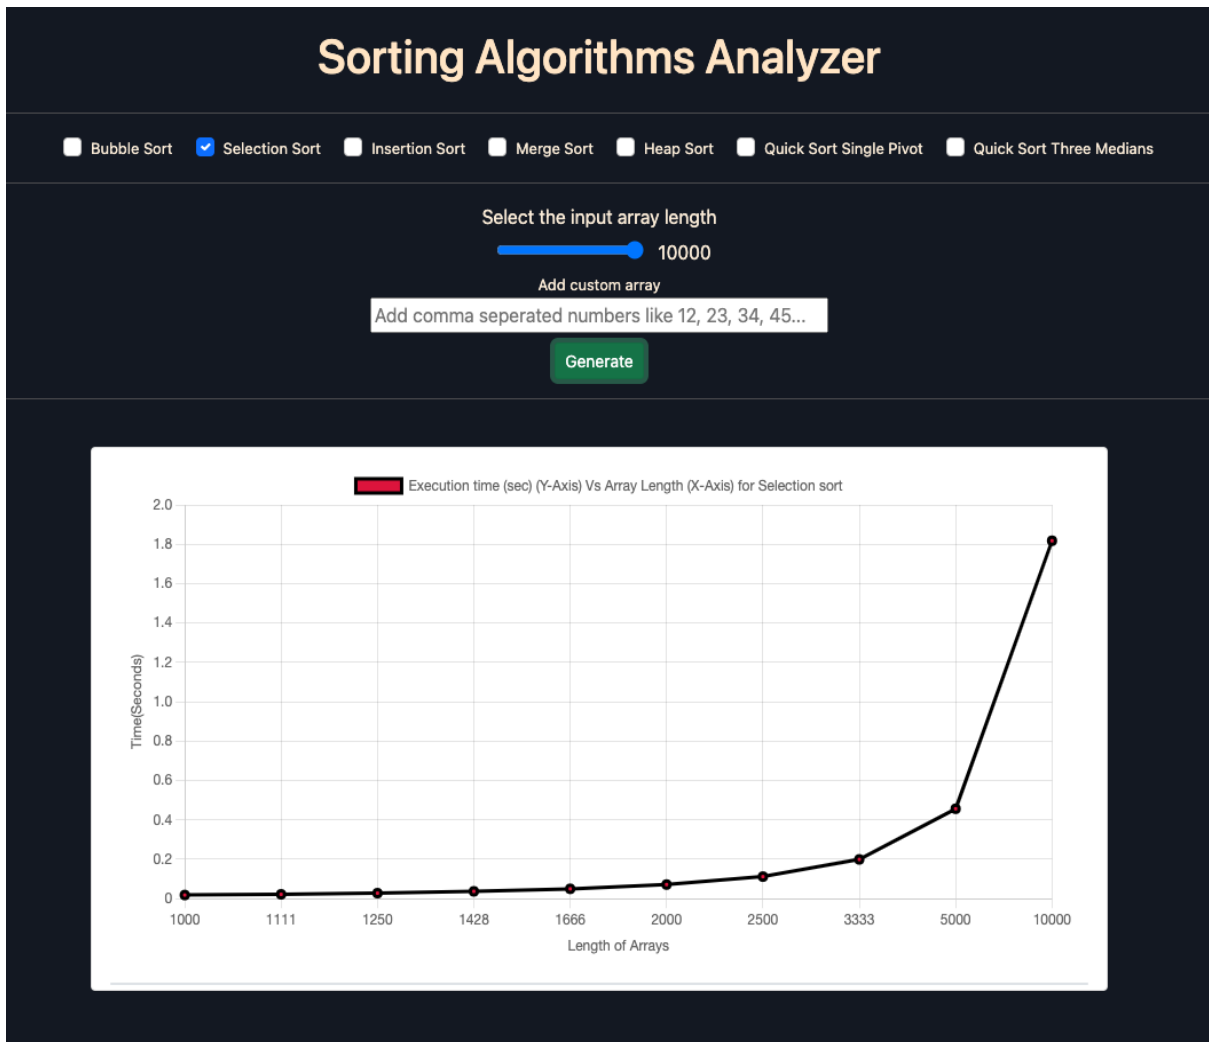 Sorting Algorithms Analyzer
Bubble Sort Selection Sort Insertion Sort Merge Sort Heap Sort Quick Sort Single Pivot Quick Sort Three Medians
Select the input array length
10000
Add custom array
Add comma seperated numbers like 12, 23, 34, 45...
Generate
Execution time (sec) (Y-Axis) Vs Array Length (X-Axis) for Selection sort
2.0
1.8
1.6
1.4
1.2
1.0
0.8
0.6
0.4
0.2
0
Time(Seconds)
1000 1111 1250 1428 1666 2000 2500 3333 5000 10000
Length of Arrays